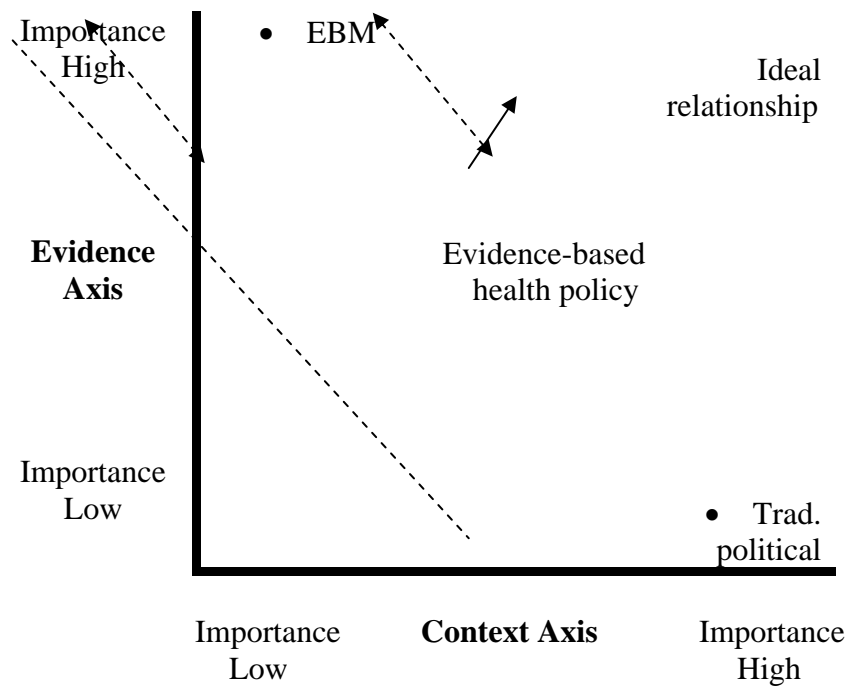 Importance
High
• EBM
Ideal
relationship
Evidence
Axis
Evidence-based
health policy
Importance
Low
• Trad.
political
Importance
Low
Context Axis
Importance
High